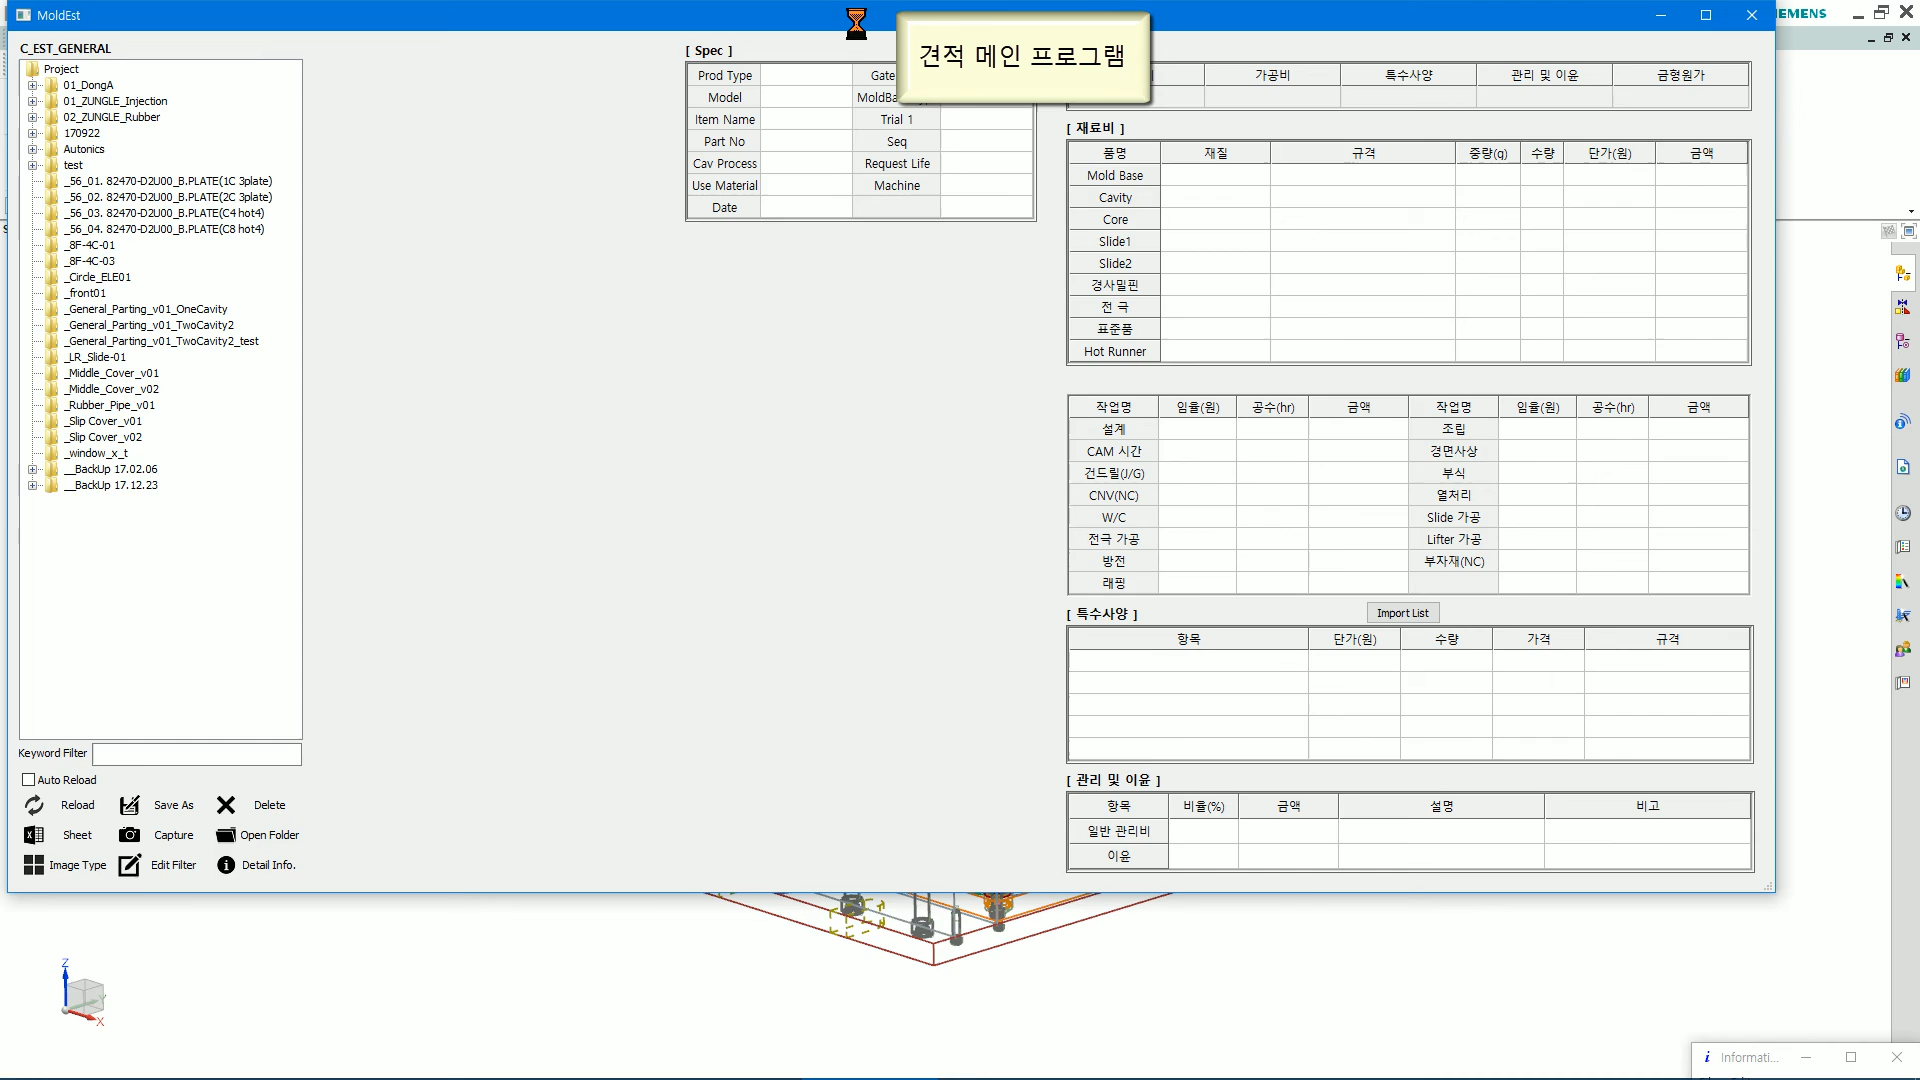 MoldEst
견적 메인 프로그램
C_EST_GENERAL
Project
01_DongA
01_ZUNGLE_Injection
02_ZUNGLE_Rubber
170922
Autonics
test
_56_01. 82470-D2U00_B.PLATE(1C 3plate)
_56_02. 82470-D2U00_B.PLATE(2C 3plate)
_56_03. 82470-D2U00_B.PLATE(C4 hot4)
_56_04. 82470-D2U00_B.PLATE(C8 hot4)
_8F-4C-01
_8F-4C-03
_Circle_ELE01
_front01
_General_Parting_v01_OneCavity
_General_Parting_v01_TwoCavity2
_General_Parting_v01_TwoCavity2_test
_LR_Slide-01
_Middle_Cover_v01
_Middle_Cover_v02
_Rubber_Pipe_v01
_Slip Cover_v01
_Slip Cover_v02
_window_x_t
__BackUp 17.02.06
__BackUp 17.12.23
Keyword Filter
Auto Reload
Reload Save As Delete
Sheet Capture Open Folder
Image Type Edit Filter Detail Info.
[ Spec ]
Prod Type Gate
Model
Item Name Trial 1
Part No Seq
Cav Process Request Life
Use Material Machine
Date
가공비 특수사양 관리 및 이윤 금형원가
[ 재료비 ]
품명 재질 규격 중량(g) 수량 단가(원) 금액
Mold Base
Cavity
Core
Slide1
Slide2
경사밀핀
전 극
표준품
Hot Runner
작업명 임율(원) 공수(hr) 금액 작업명 임율(원) 공수(hr) 금액
설계 조립
CAM 시간 경면사상
건드릴(J/G) 부식
CNV(NC) 열처리
W/C Slide 가공
전극 가공 Lifter 가공
방전 부자재(NC)
래핑
[ 특수사양 ] Import List
항목 단가(원) 수량 가격 규격
[ 관리 및 이윤 ]
항목 비율(%) 금액 설명 비고
일반 관리비
이윤
Z
Y
X
Informati...